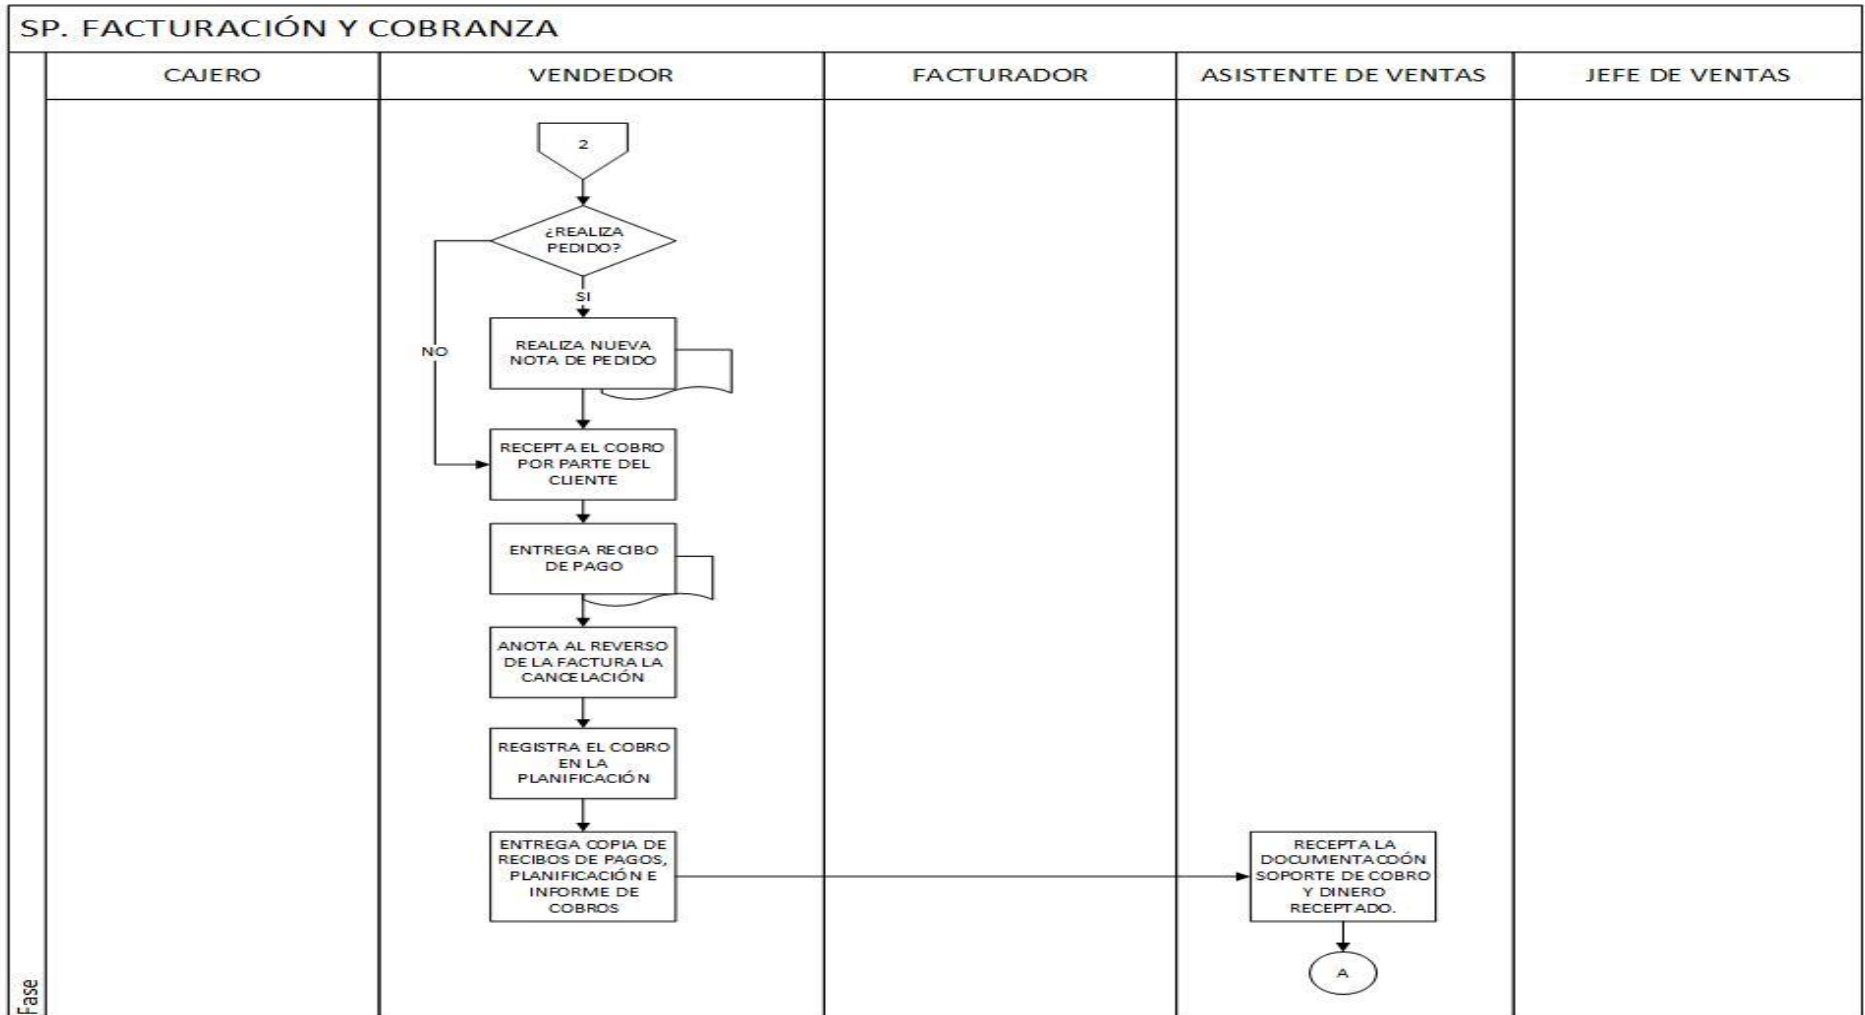 SP. FACTURACIÓN Y COBRANZA
CAJERO
VENDEDOR
FACTURADOR
ASISTENTE DE VENTAS
JEFE DE VENTAS
2
¿REALIZA
PEDIDO?
SI
NO
REALIZA NUEVA
NOTA DE PEDIDO
RECEPTA EL COBRO
POR PARTE DEL
CLIENTE
ENTREGA RECIBO
DE PAGO
ANOTA AL REVERSO
DE LA FACTURA LA
CANCELACIÓN
REGISTRA EL COBRO
EN LA
PLANIFICACIÓN
ENTREGA COPIA DE
RECIBOS DE PAGOS,
PLANIFICACIÓN E
INFORME DE
COBROS
RECEPTA LA
DOCUMENTACOÓN
SOPORTE DE COBRO
Y DINERO
RECEPTADO.
A
Fase